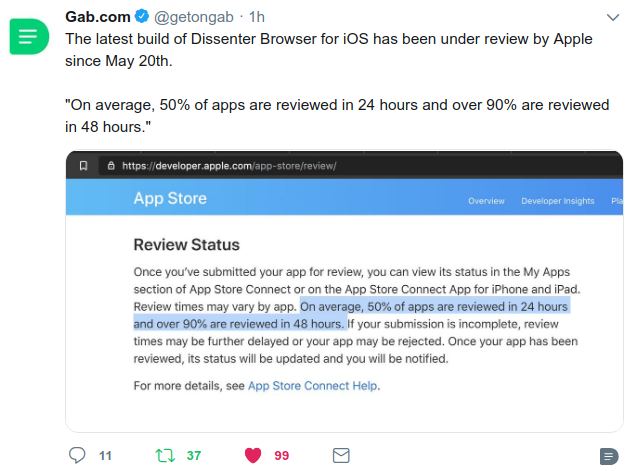 Gab.com @getongab · 1h
The latest build of Dissenter Browser for iOS has been under review by Apple
since May 20th.
"On average, 50% of apps are reviewed in 24 hours and over 90% are reviewed
in 48 hours."
https://developer.apple.com/app-store/review/
App Store
Overview Developer Insights Pla
Review Status
Once you've submitted your app for review, you can view its status in the My Apps
section of App Store Connect or on the App Store Connect App for iPhone and iPad.
Review times may vary by app. On average, 50% of apps are reviewed in 24 hours
and over 90% are reviewed in 48 hours. If your submission is incomplete, review
times may be further delayed or your app may be rejected. Once your app has been
reviewed, its status will be updated and you will be notified.
For more details, see App Store Connect Help.
11 37 99